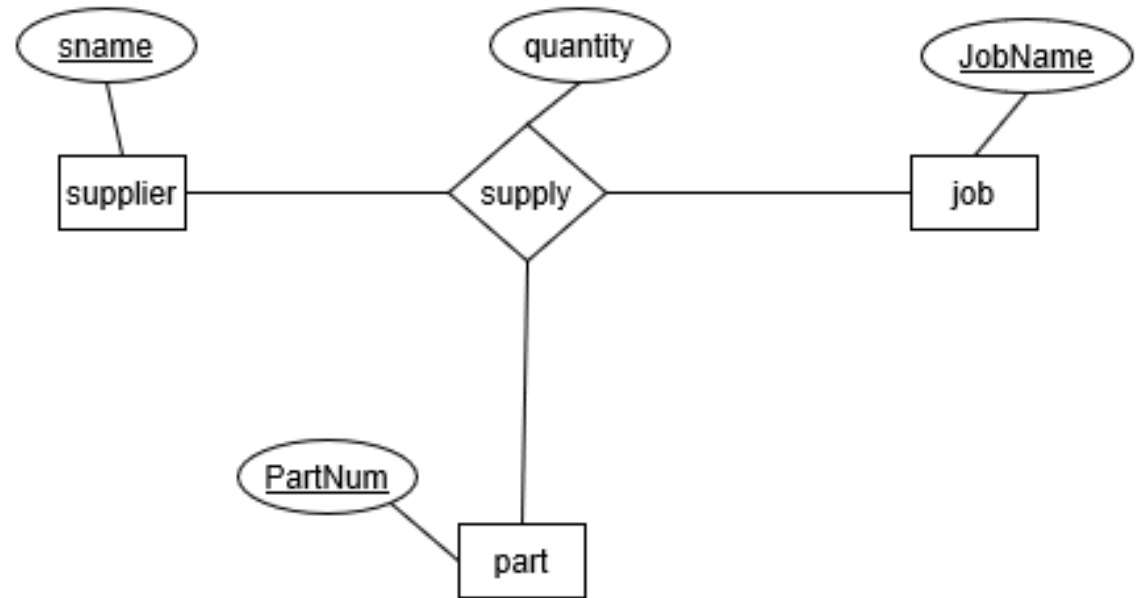 sname
quantity
JobName
supplier
supply
job
PartNum
part